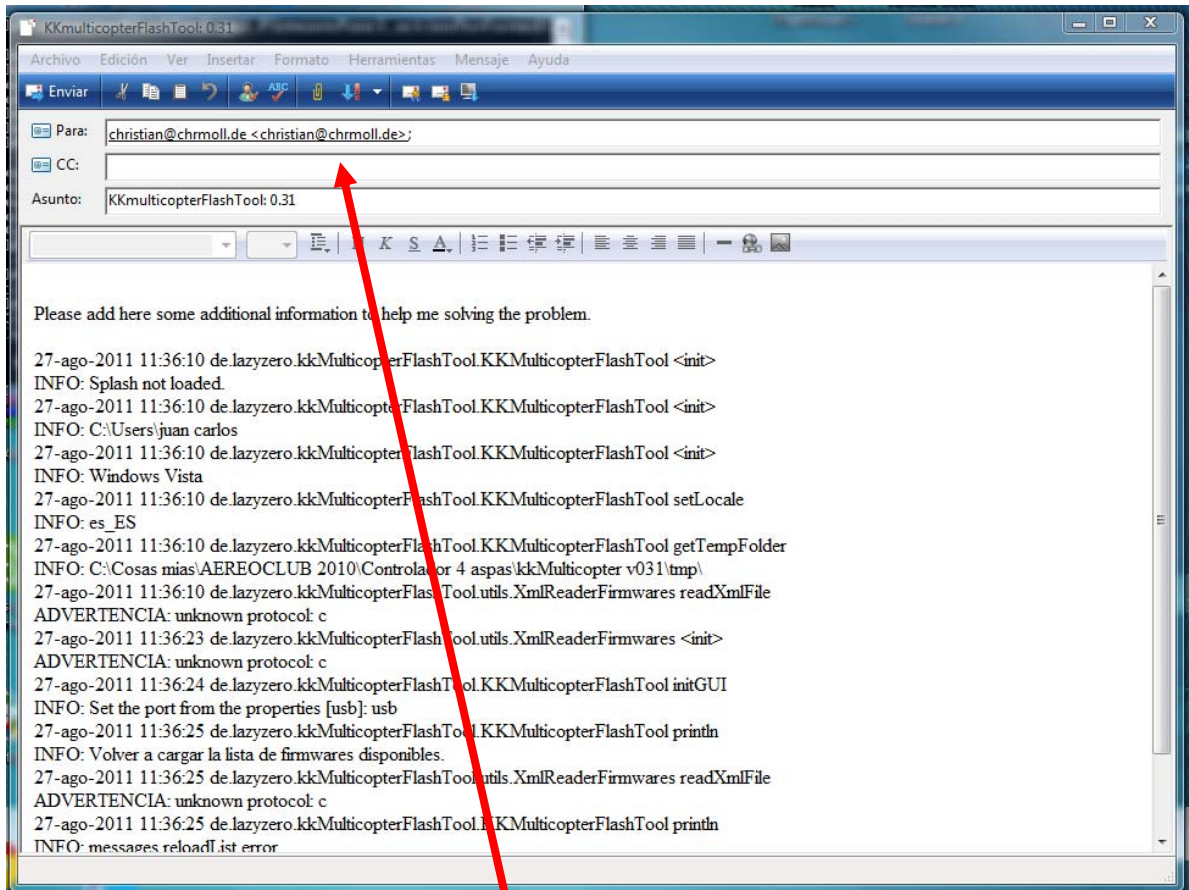 KKmulticopterFlashTool: 0.31
Archivo Edición Ver Insertar Formato Herramientas Mensaje Ayuda
Enviar
ABC
Para: christian@chrmoll.de <christian@chrmoll.de>;
CC:
Asunto: KKmulticopterFlashTool: 0.31
K S A
Please add here some additional information to help me solving the problem.
27-ago-2011 11:36:10 de.lazyzero.kkMulticopterFlashTool.KKMulticopterFlashTool <init>
INFO: Splash not loaded.
27-ago-2011 11:36:10 de.lazyzero.kkMulticopterFlashTool.KKMulticopterFlashTool <init>
INFO: C:\Users\juan carlos
27-ago-2011 11:36:10 de.lazyzero.kkMulticopterFlashTool.KKMulticopterFlashTool <init>
INFO: Windows Vista
27-ago-2011 11:36:10 de.lazyzero.kkMulticopterFlashTool.KKMulticopterFlashTool setLocale
INFO: es_ES
27-ago-2011 11:36:10 de.lazyzero.kkMulticopterFlashTool.KKMulticopterFlashTool getTempFolder
INFO: C:\Cosas mias\AEREOCLUB 2010\Controlador 4 aspas\kkMulticopter v031\tmp\
27-ago-2011 11:36:10 de.lazyzero.kkMulticopterFlashTool.utils.XmlReaderFirmwares readXmlFile
ADVERTENCIA: unknown protocol: c
27-ago-2011 11:36:23 de.lazyzero.kkMulticopterFlashTool.utils.XmlReaderFirmwares <init>
ADVERTENCIA: unknown protocol: c
27-ago-2011 11:36:24 de.lazyzero.kkMulticopterFlashTool.KKMulticopterFlashTool initGUI
INFO: Set the port from the properties [usb]: usb
27-ago-2011 11:36:25 de.lazyzero.kkMulticopterFlashTool.KKMulticopterFlashTool println
INFO: Volver a cargar la lista de firmwares disponibles.
27-ago-2011 11:36:25 de.lazyzero.kkMulticopterFlashTool.utils.XmlReaderFirmwares readXmlFile
ADVERTENCIA: unknown protocol: c
27-ago-2011 11:36:25 de.lazyzero.kkMulticopterFlashTool.KKMulticopterFlashTool println
INFO: messages reloadList error